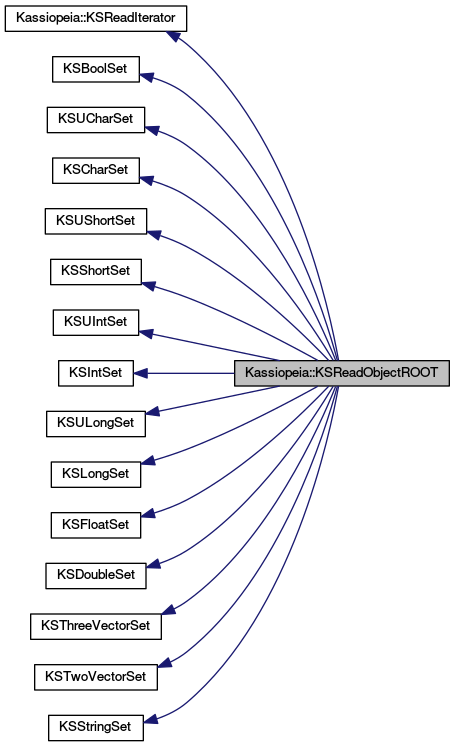 Kassiopeia::KSReadIterator
KSBoolSet
KSUCharSet
KSCharSet
KSUShortSet
KSShortSet
KSUIntSet
KSIntSet
Kassiopeia::KSReadObjectROOT
KSULongSet
KSLongSet
KSFloatSet
KSDoubleSet
KSThreeVectorSet
KSTwoVectorSet
KSStringSet